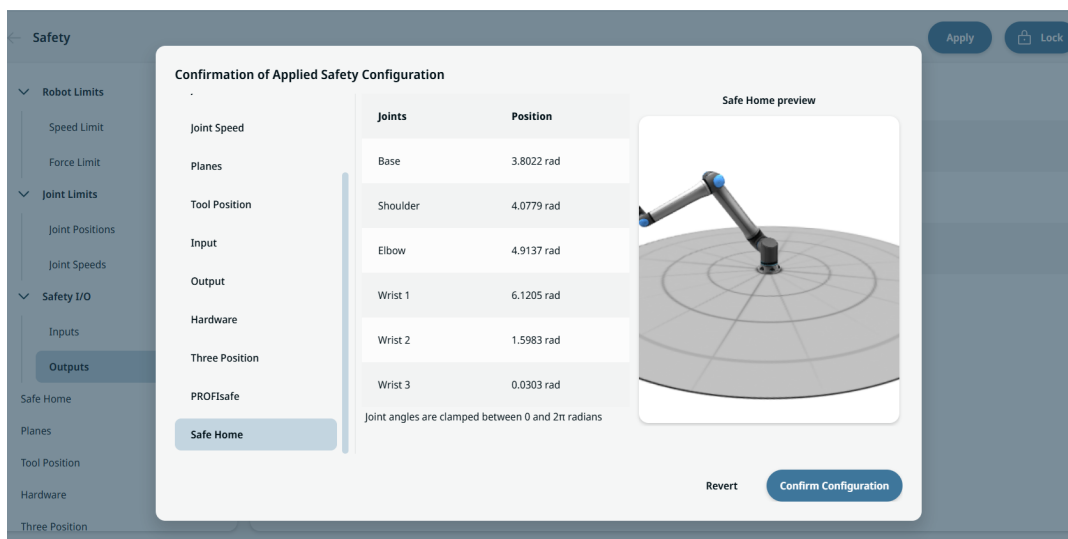 Safety
Apply
Lock
Robot Limits
Speed Limit
Force Limit
Joint Limits
Joint Positions
Joint Speeds
Safety I/O
Inputs
Outputs
Safe Home
Planes
Tool Position
Hardware
Three Position
Confirmation of Applied Safety Configuration
Joint Speed
Planes
Tool Position
Input
Output
Hardware
Three Position
PROFIsafe
Safe Home
Joints Position
Base 3.8022 rad
Shoulder 4.0779 rad
Elbow 4.9137 rad
Wrist 1 6.1205 rad
Wrist 2 1.5983 rad
Wrist 3 0.0303 rad
Joint angles are clamped between 0 and 2π radians
Safe Home preview
Revert
Confirm Configuration